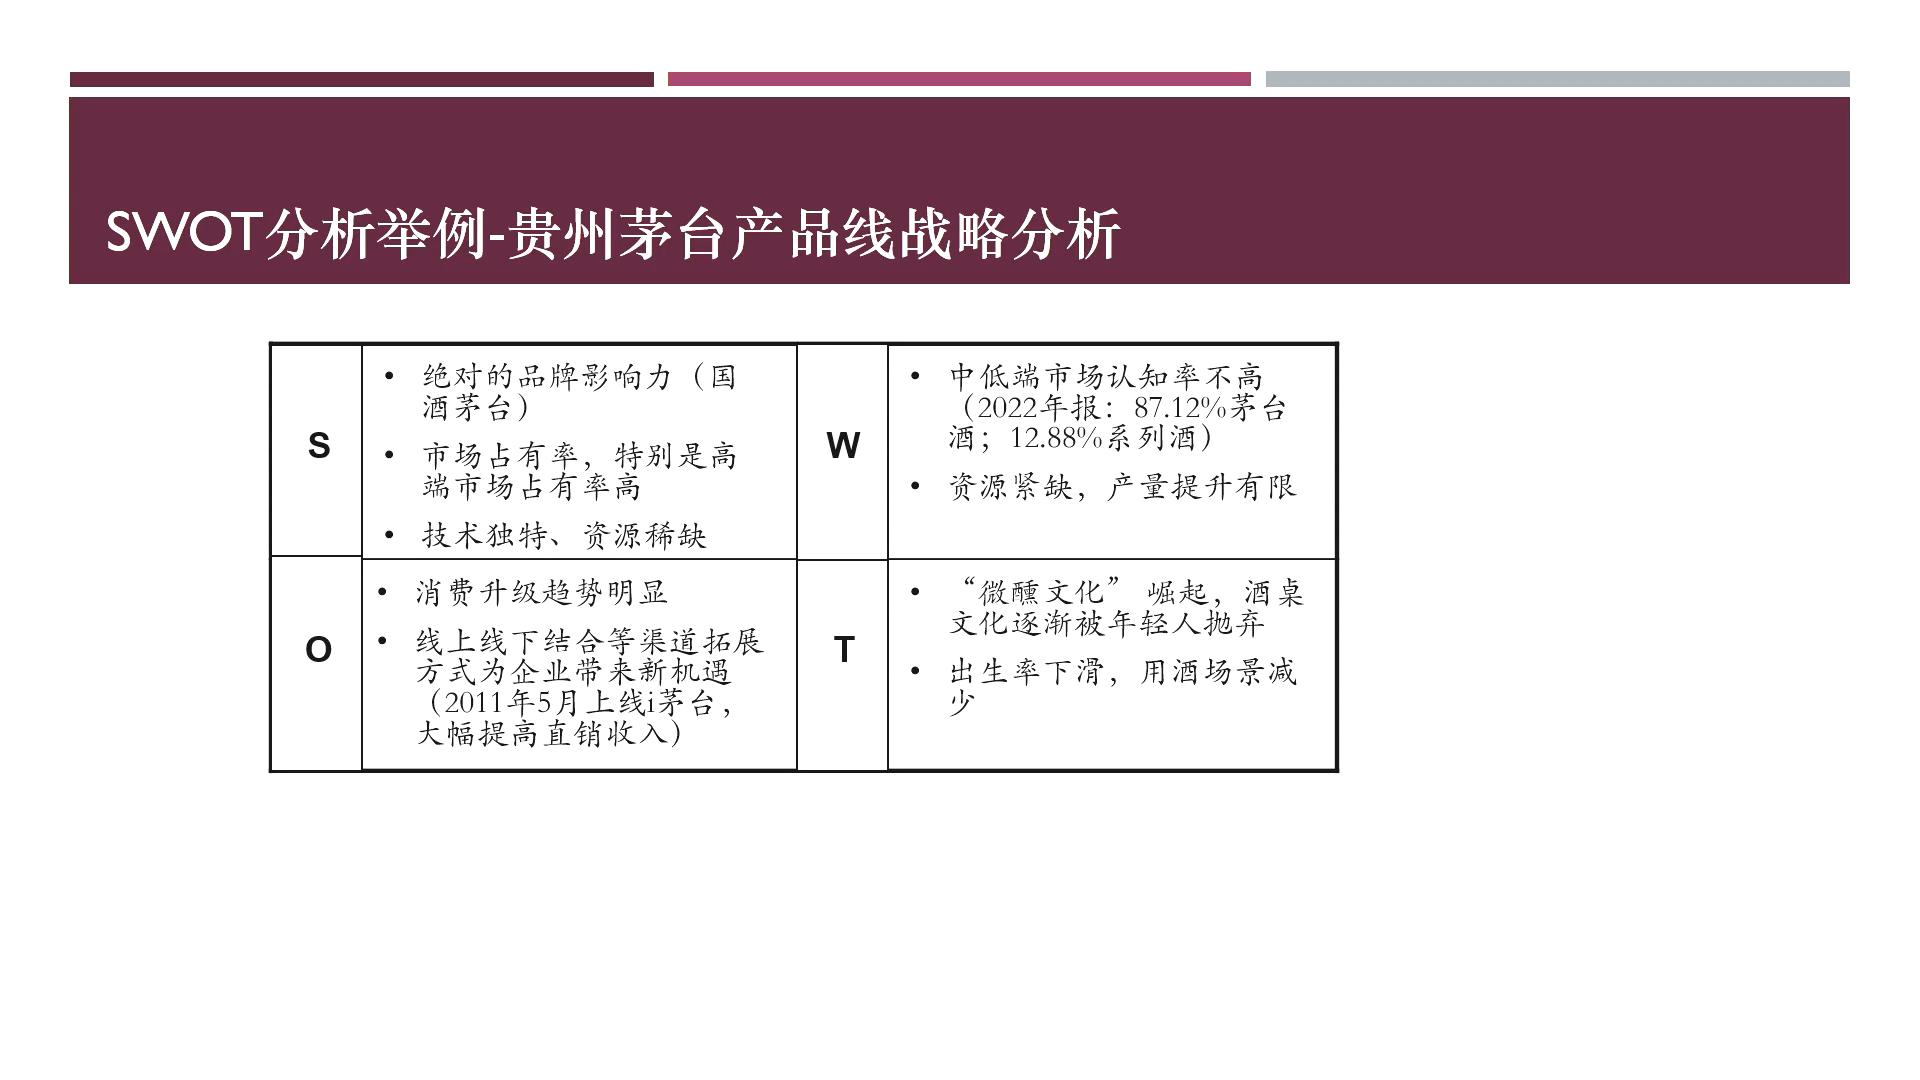 SWOT分析举例-贵州茅台产品线战略分析
S
• 绝对的品牌影响力（国
酒茅台）
• 市场占有率，特别是高
端市场占有率高
• 技术独特、资源稀缺
W
• 中低端市场认知率不高
（2022年报：87.12%茅台
酒；12.88%系列酒）
• 资源紧缺，产量提升有限
O
• 消费升级趋势明显
• 线上线下结合等渠道拓展
方式为企业带来新机遇
（2011年5月上线i茅台，
大幅提高直销收入）
T
• “微醺文化” 崛起，酒桌
文化逐渐被年轻人抛弃
• 出生率下滑，用酒场景减
少